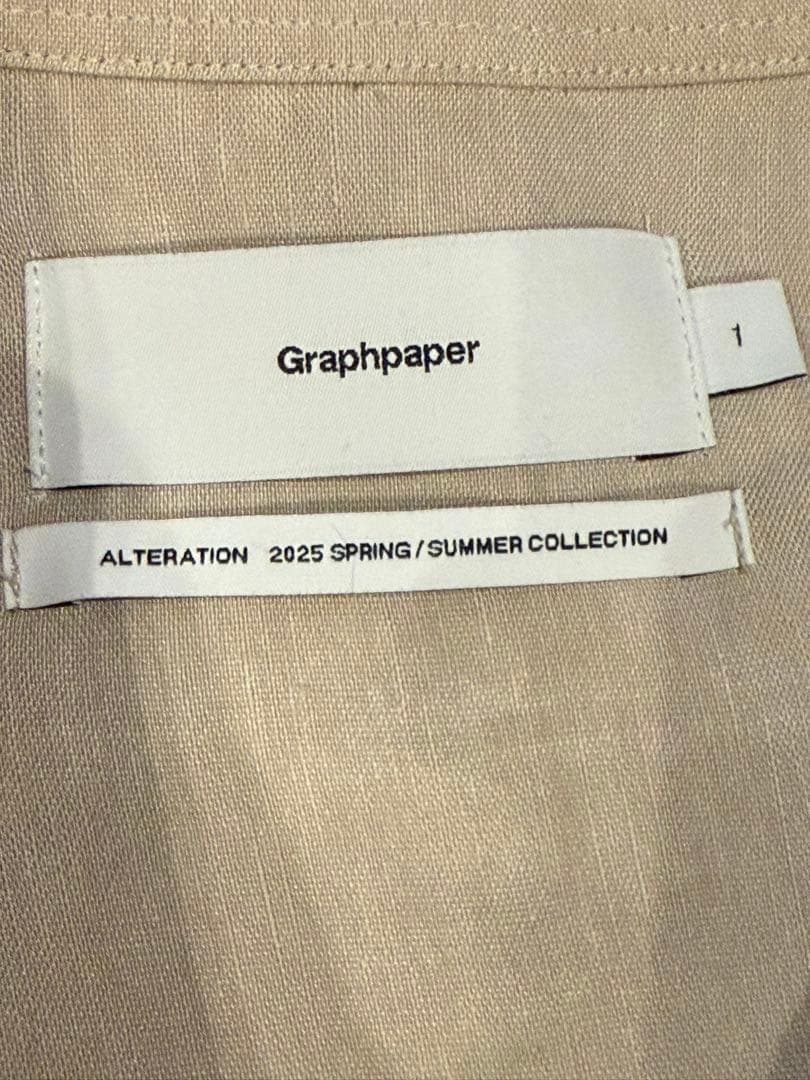 Graphpaper
1
ALTERATION 2025 SPRING/SUMMER COLLECTION